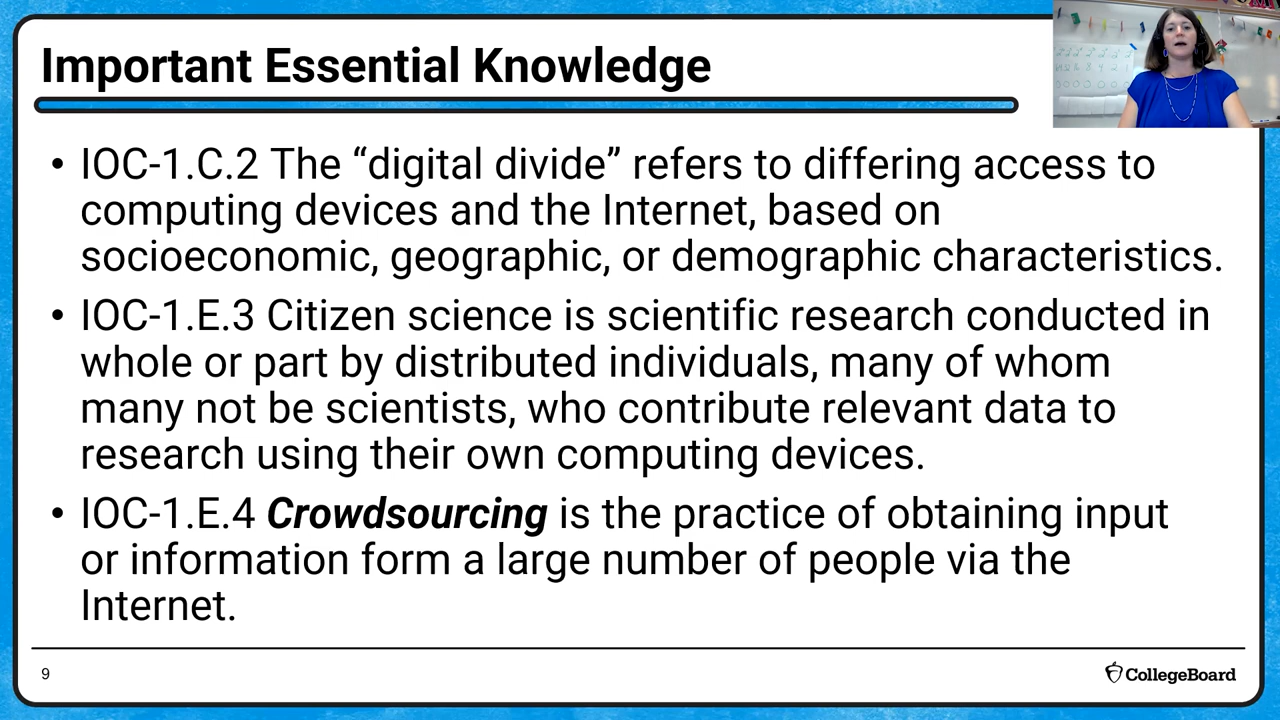 Important Essential Knowledge
• IOC-1.C.2 The “digital divide” refers to differing access to
computing devices and the Internet, based on
socioeconomic, geographic, or demographic characteristics.
• IOC-1.E.3 Citizen science is scientific research conducted in
whole or part by distributed individuals, many of whom
many not be scientists, who contribute relevant data to
research using their own computing devices.
• IOC-1.E.4 Crowdsourcing is the practice of obtaining input
or information form a large number of people via the
Internet.
9
CollegeBoard